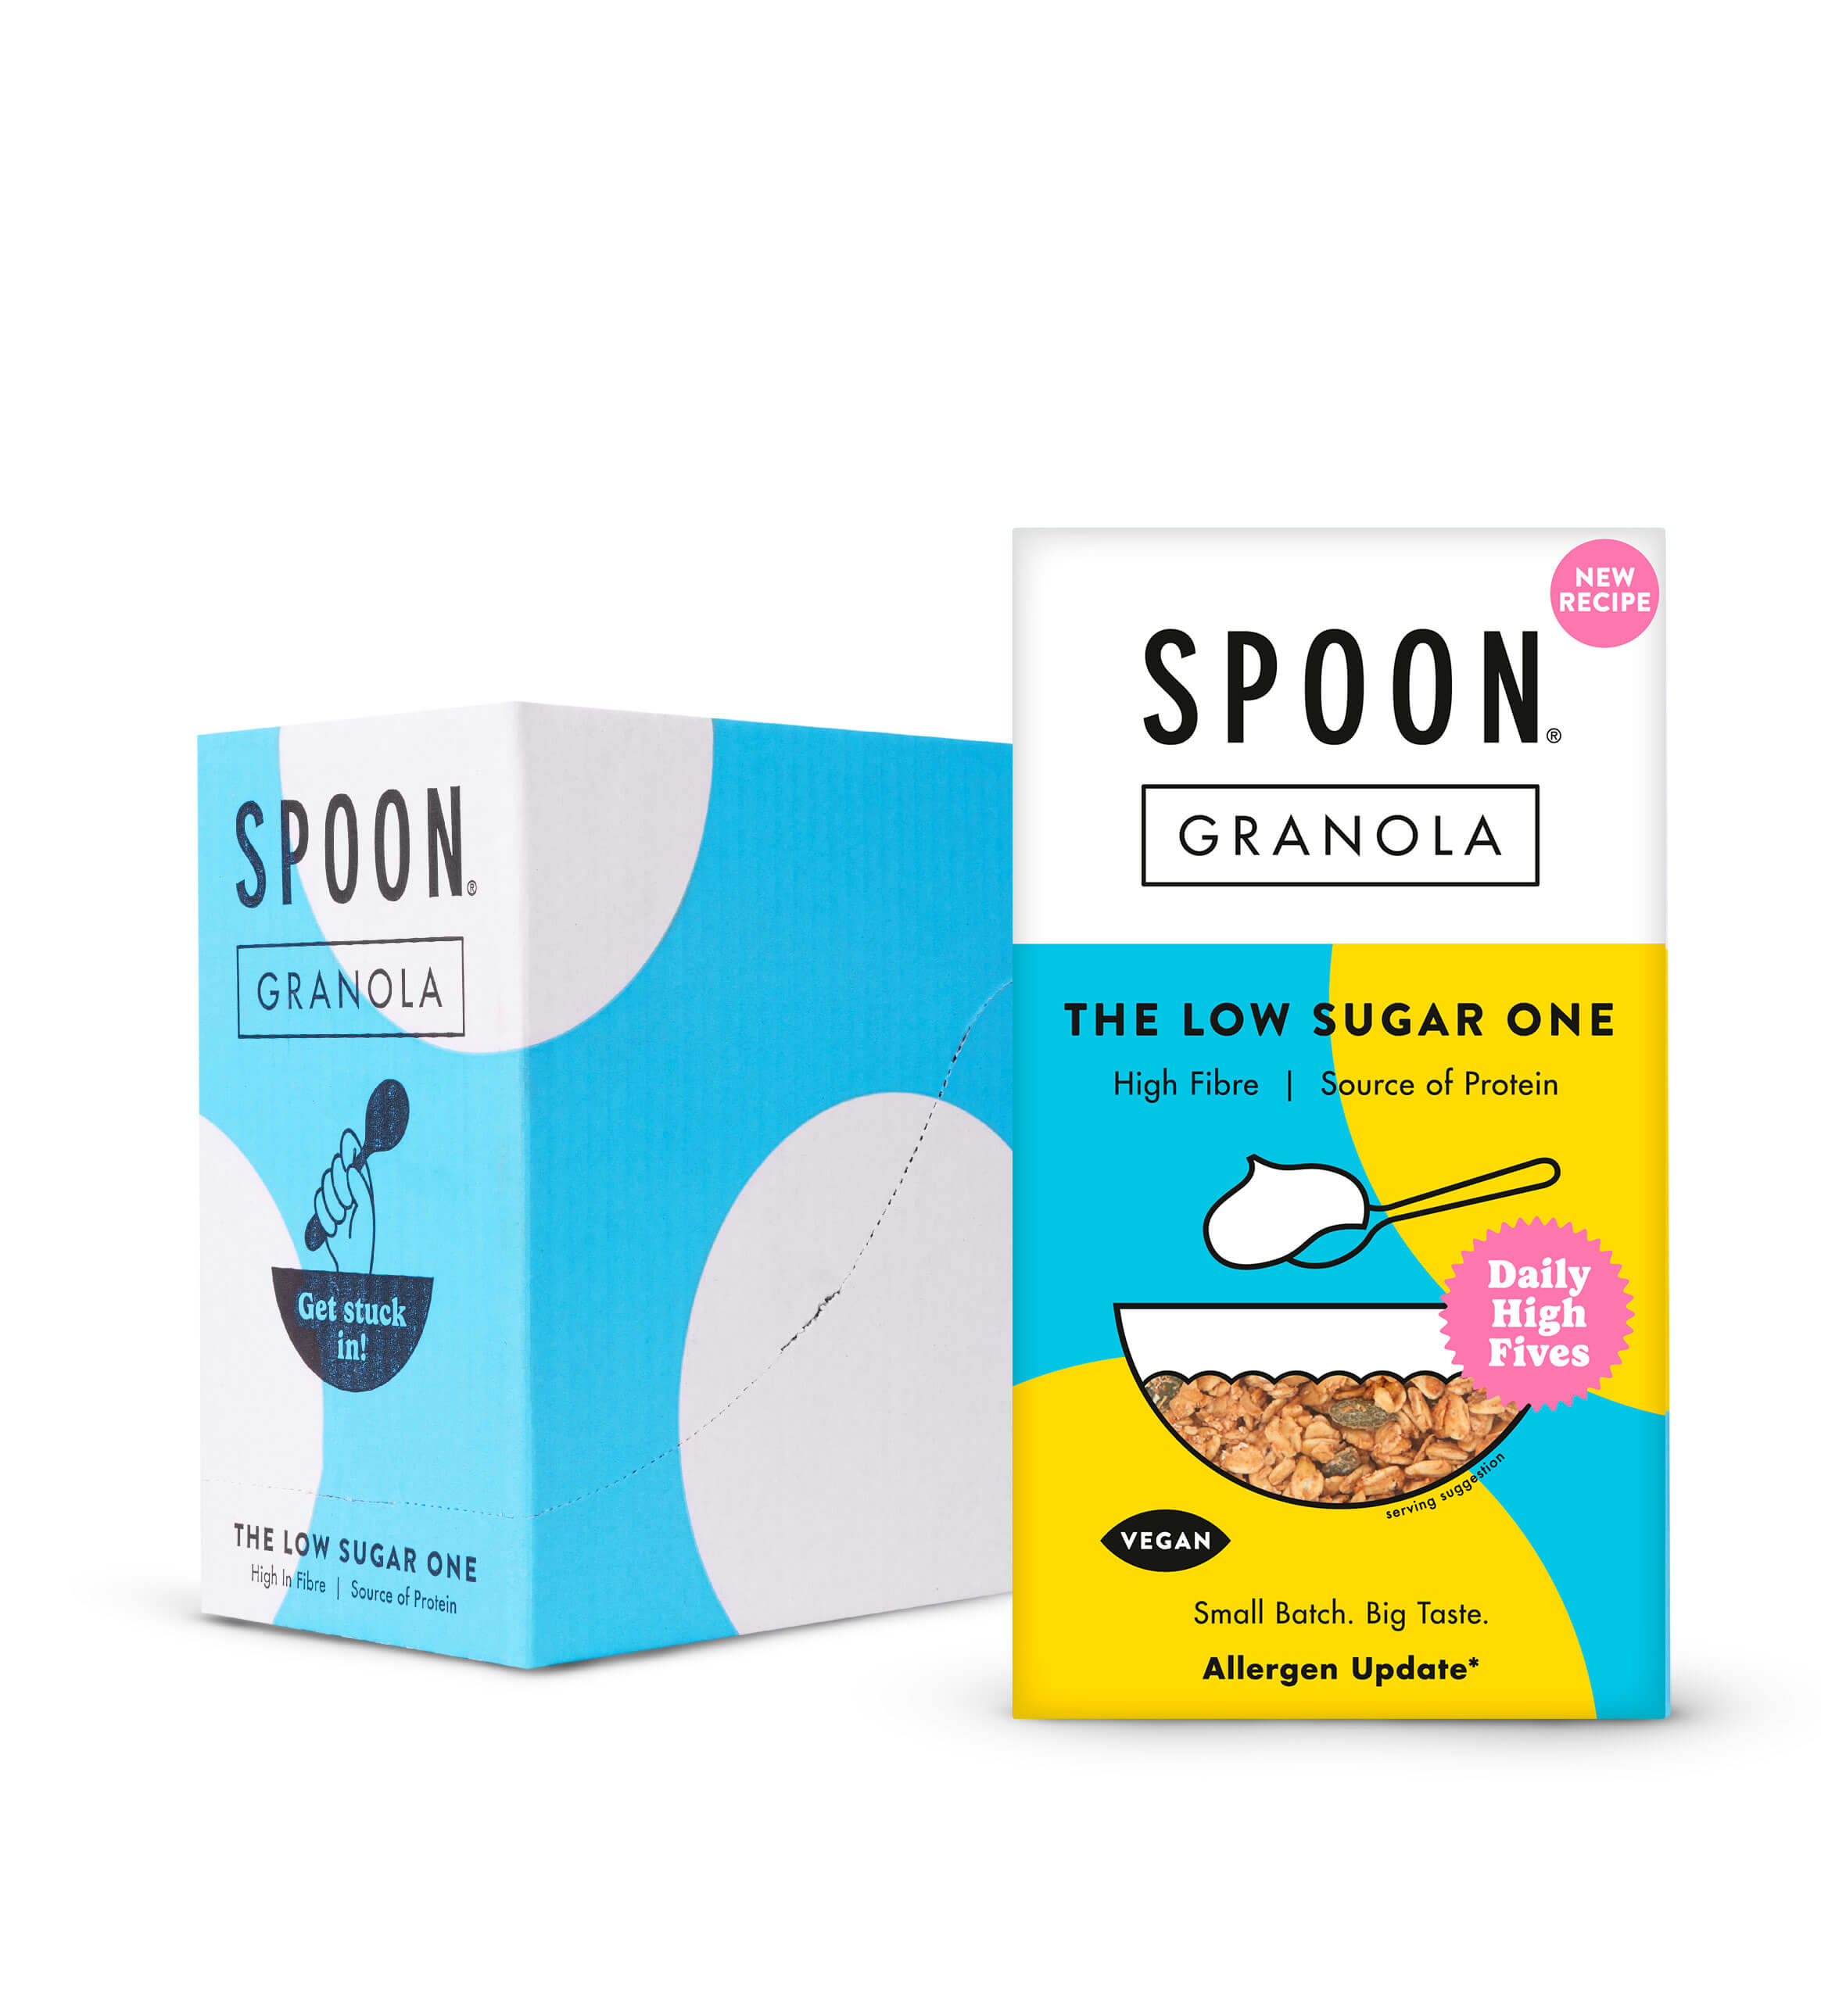 SPOON®
GRANOLA
Get stuck
in!
THE LOW SUGAR ONE
High In Fibre | Source of Protein
NEW
RECIPE
SPOON®
GRANOLA
THE LOW SUGAR ONE
High Fibre | Source of Protein
Daily
High
Fives
serving suggestion
VEGAN
Small Batch. Big Taste.
Allergen Update*